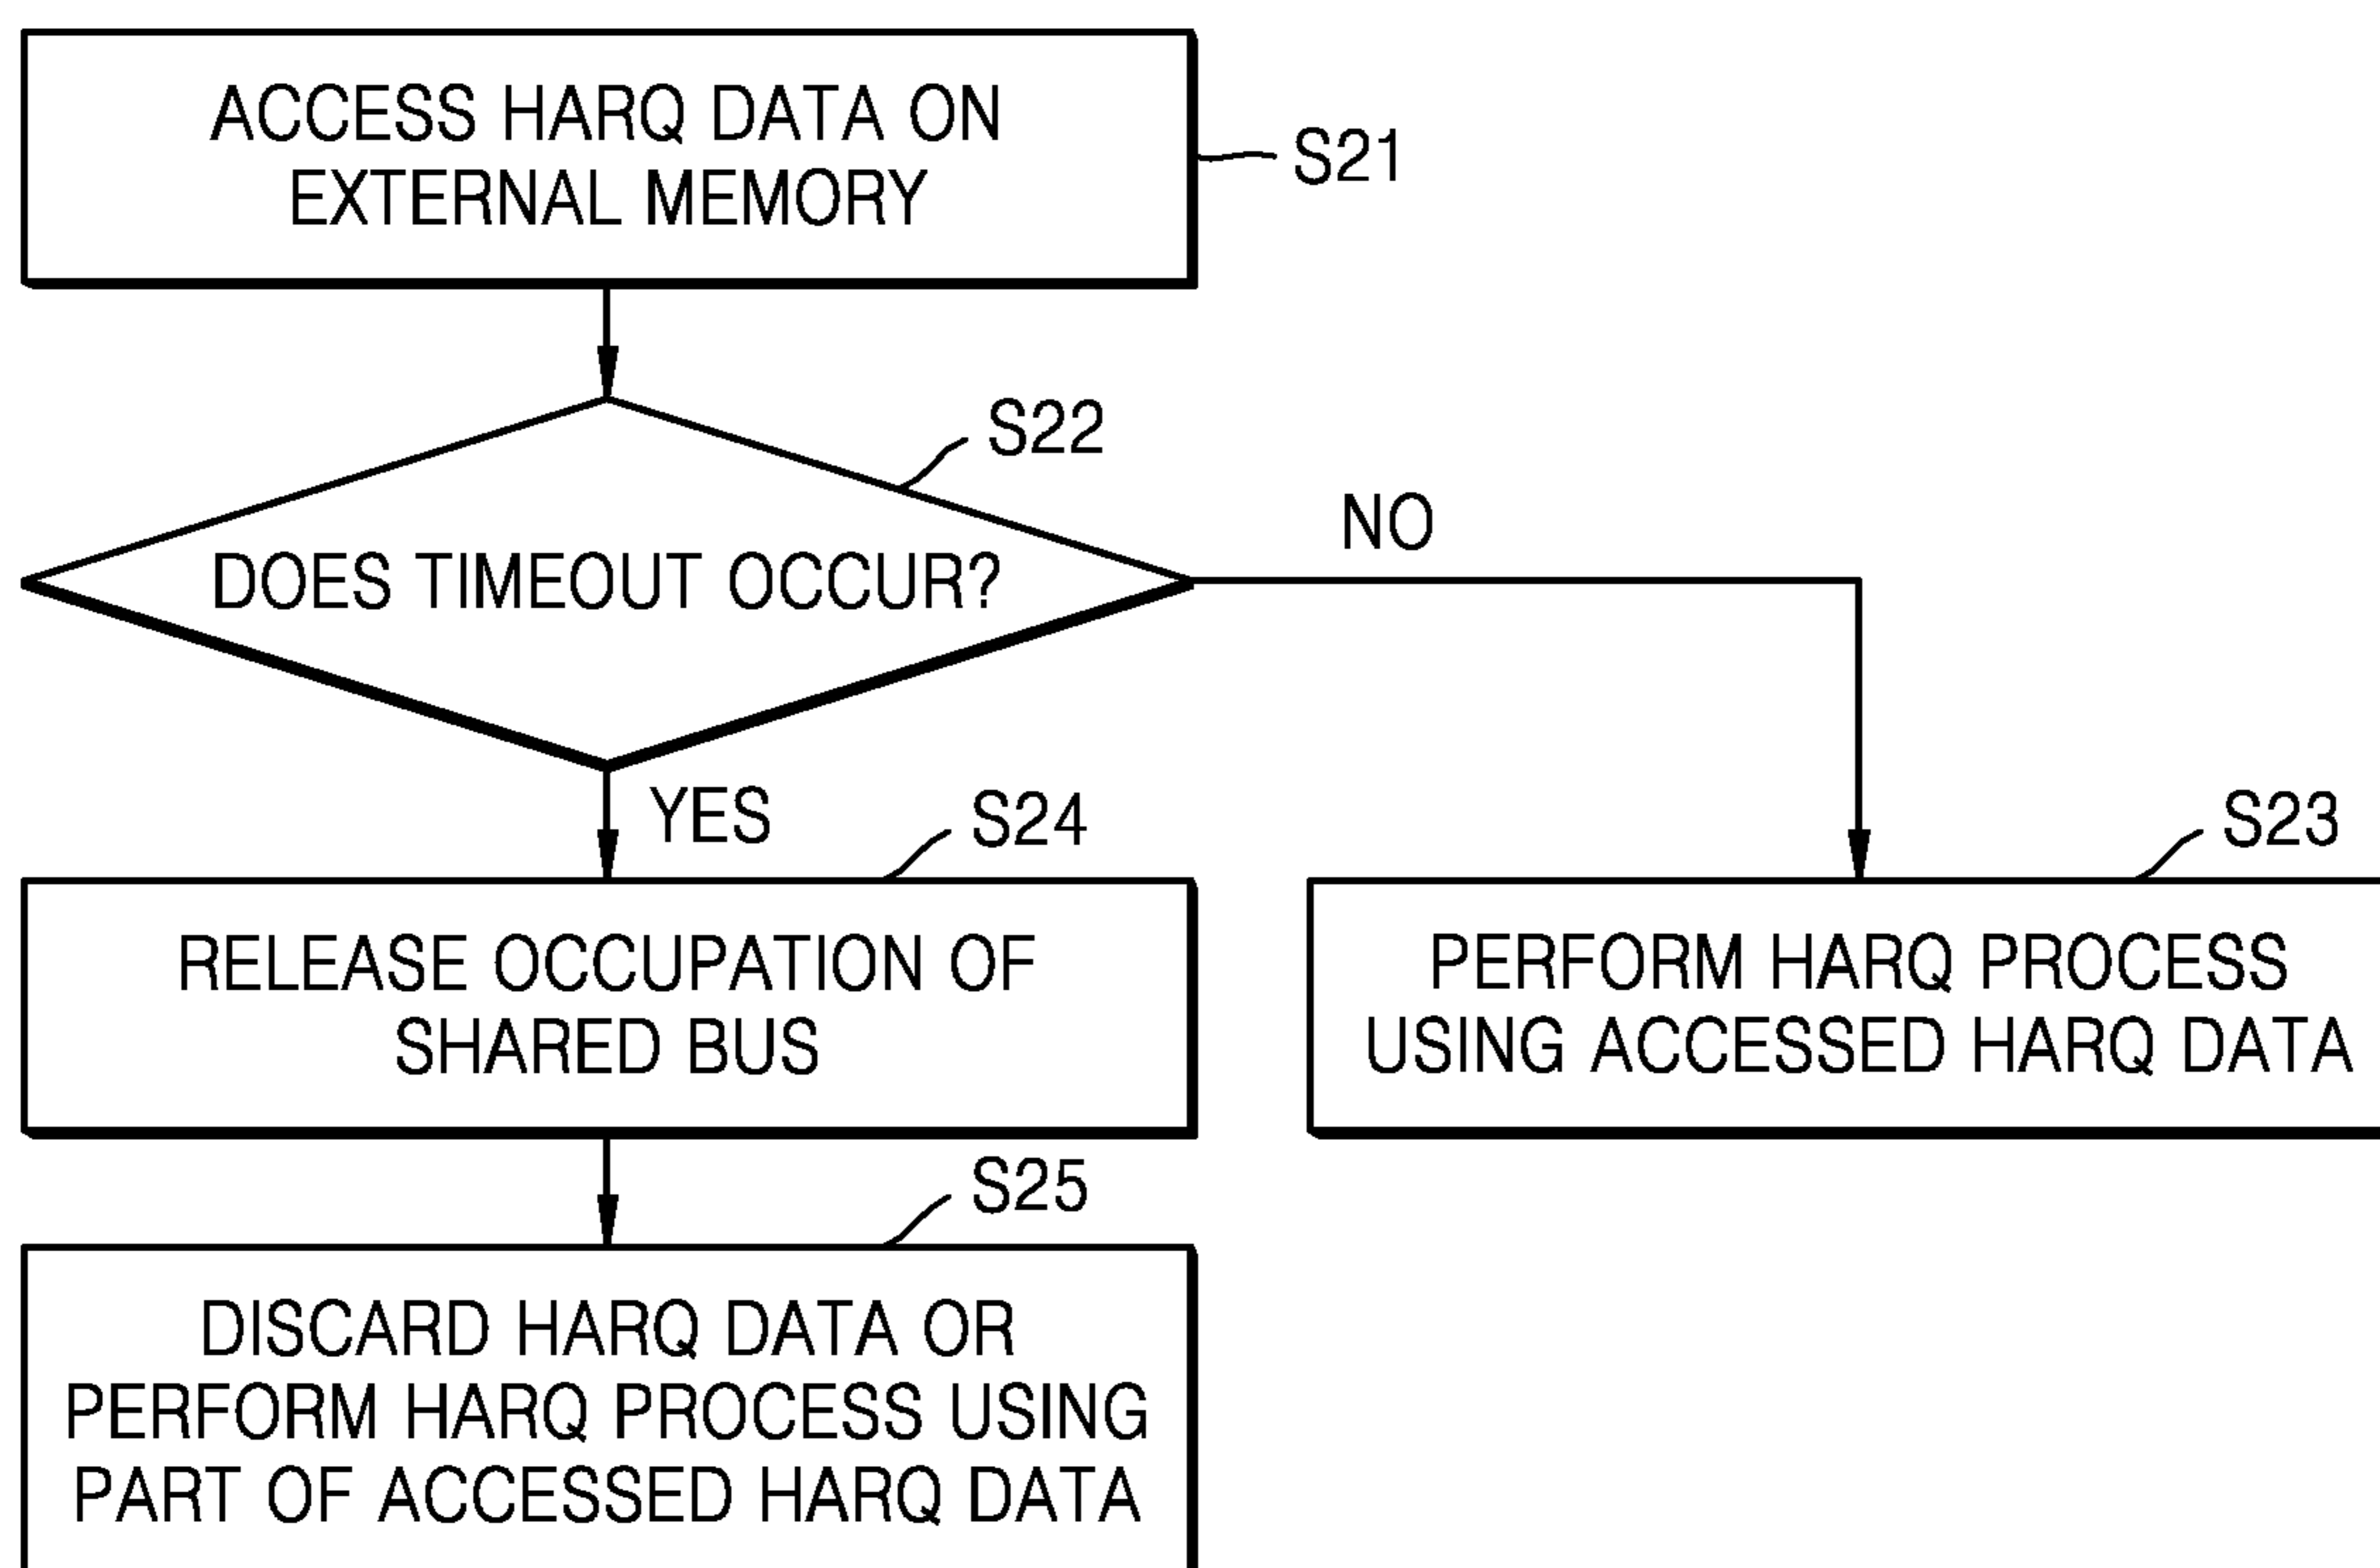 ACCESS HARQ DATA ON
EXTERNAL MEMORY
S21
S22
DOES TIMEOUT OCCUR?
NO
YES
S24
RELEASE OCCUPATION OF
SHARED BUS
S23
PERFORM HARQ PROCESS
USING ACCESSED HARQ DATA
S25
DISCARD HARQ DATA OR
PERFORM HARQ PROCESS USING
PART OF ACCESSED HARQ DATA